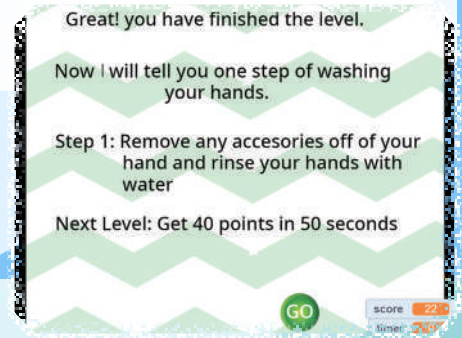 Great! you have finished the level.
Now I will tell you one step of washing
your hands.
Step 1: Remove any accesories off of your
hand and rinse your hands with
water
Next Level: Get 40 points in 50 seconds
GO
score 22
timer